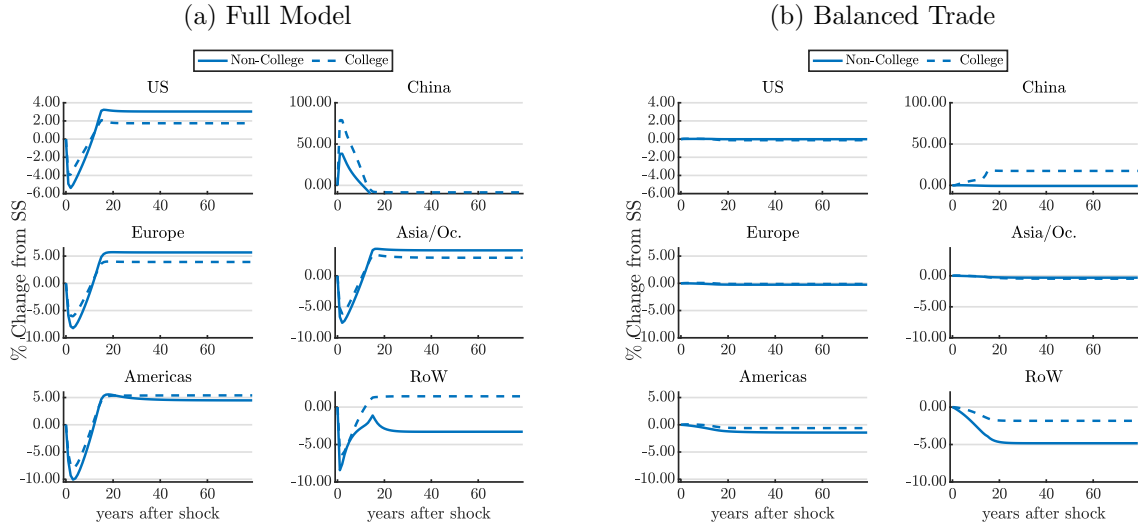 (a) Full Model
Non-College College
US
4.00
2.00
0.00
-2.00
-4.00
-6.00
0 20 40 60
China
100.00
50.00
0.00
0 20 40 60
Europe
5.00
0.00
-5.00
-10.00
0 20 40 60
Asia/Oc.
0.00
-5.00
-10.00
0 20 40 60
Americas
5.00
0.00
-5.00
-10.00
0 20 40 60
RoW
0.00
-5.00
-10.00
0 20 40 60
% Change from SS
years after shock
years after shock
(b) Balanced Trade
Non-College College
US
4.00
2.00
0.00
-2.00
-4.00
-6.00
0 20 40 60
China
100.00
50.00
0.00
0 20 40 60
Europe
5.00
0.00
-5.00
-10.00
0 20 40 60
Asia/Oc.
0.00
-5.00
-10.00
0 20 40 60
Americas
5.00
0.00
-5.00
-10.00
0 20 40 60
RoW
0.00
-5.00
-10.00
0 20 40 60
% Change from SS
years after shock
years after shock